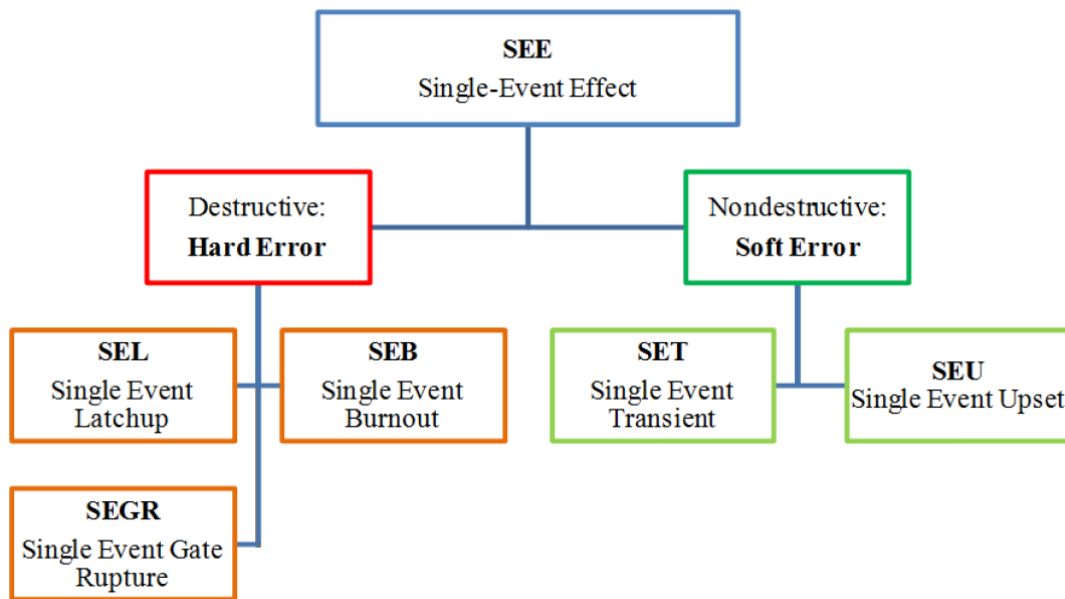 SEE
Single-Event Effect
Destructive:
Hard Error
Nondestructive:
Soft Error
SEL
Single Event
Latchup
SEB
Single Event
Burnout
SET
Single Event
Transient
SEU
Single Event Upset
SEGR
Single Event Gate
Rupture